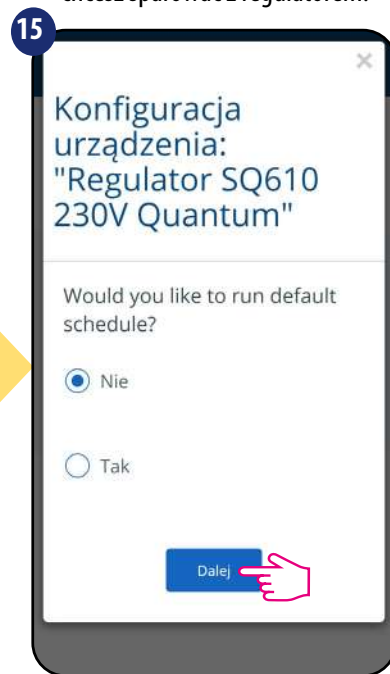 15
×
Konfiguracja
urządzenia:
"Regulator SQ610
230V Quantum"
Would you like to run default
schedule?
Nie
Tak
Dalej